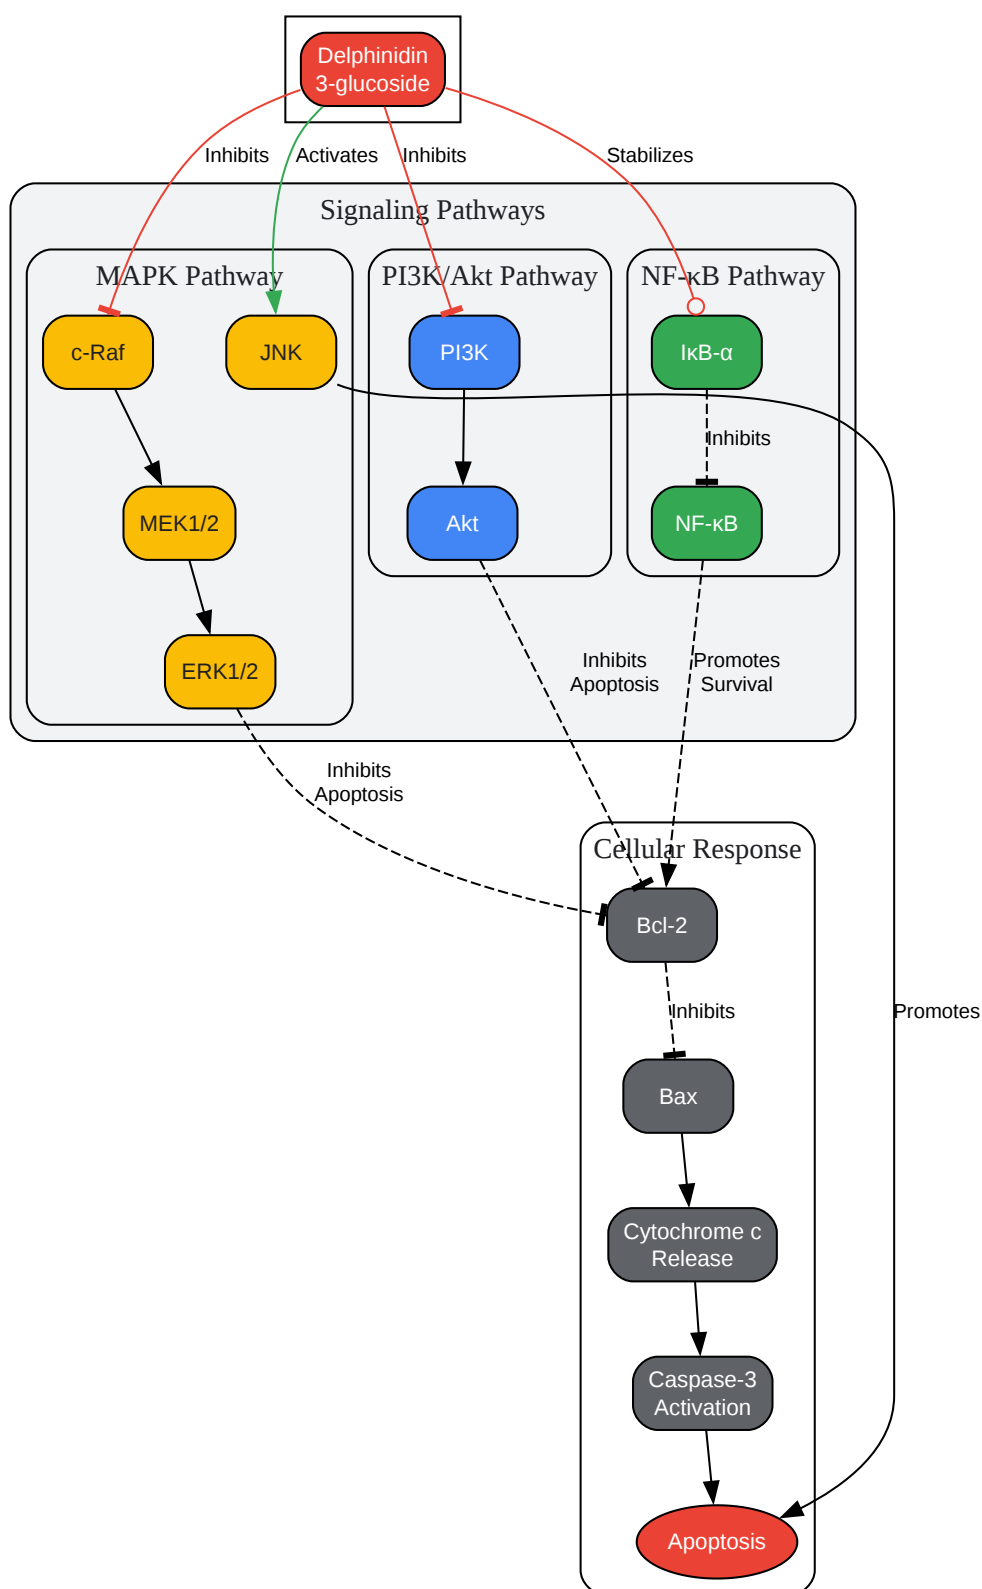 Delphinidin
3-glucoside
Inhibits
Activates
Inhibits
Stabilizes
Signaling Pathways
MAPK Pathway
PI3K/Akt Pathway
NF-κB Pathway
c-Raf
JNK
PI3K
IκB-α
Inhibits
MEK1/2
Akt
NF-κB
ERK1/2
Inhibits
Apoptosis
Promotes
Survival
Inhibits
Apoptosis
Cellular Response
Bcl-2
Inhibits
Promotes
Bax
Cytochrome c
Release
Caspase-3
Activation
Apoptosis